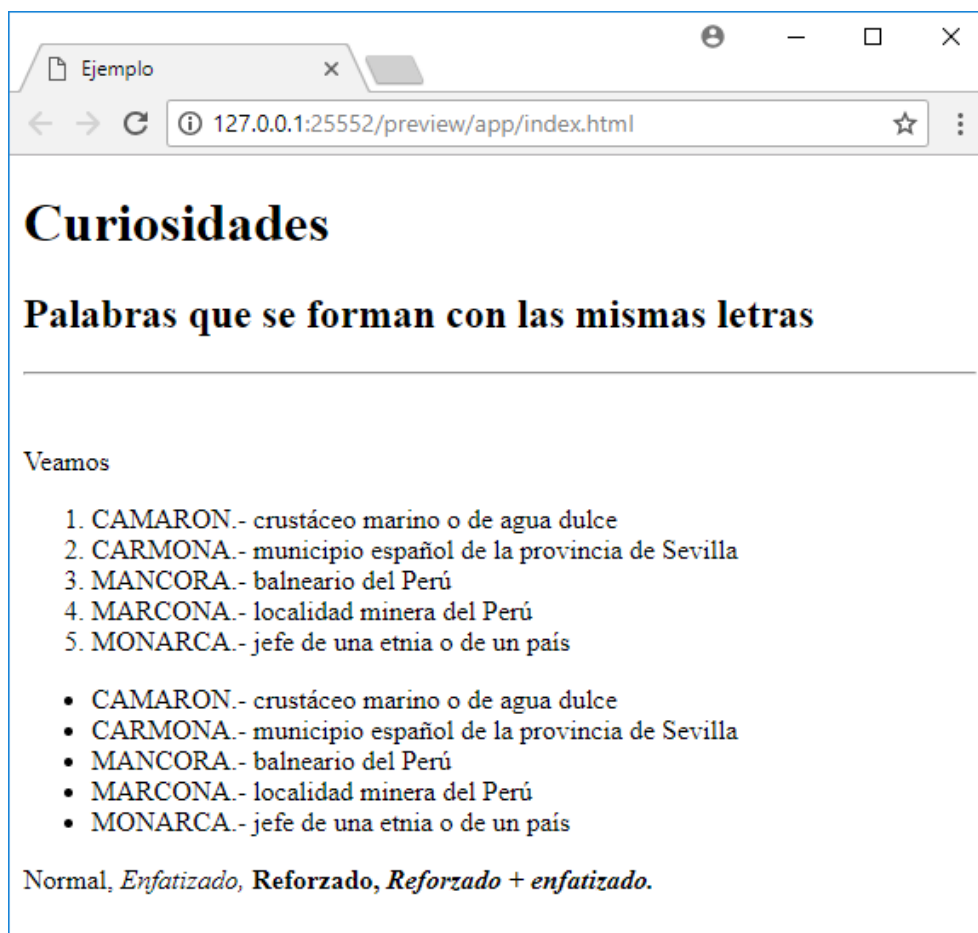 Ejemplo
127.0.0.1:25552/preview/app/index.html
Curiosidades
Palabras que se forman con las mismas letras
Veamos
1. CAMARON.- crustáceo marino o de agua dulce
2. CARMONA.- municipio español de la provincia de Sevilla
3. MANCORA.- balneario del Perú
4. MARCONA.- localidad minera del Perú
5. MONARCA.- jefe de una etnia o de un país
• CAMARON.- crustáceo marino o de agua dulce
• CARMONA.- municipio español de la provincia de Sevilla
• MANCORA.- balneario del Perú
• MARCONA.- localidad minera del Perú
• MONARCA.- jefe de una etnia o de un país
Normal, Enfatizado, Reforzado, Reforzado + enfatizado.